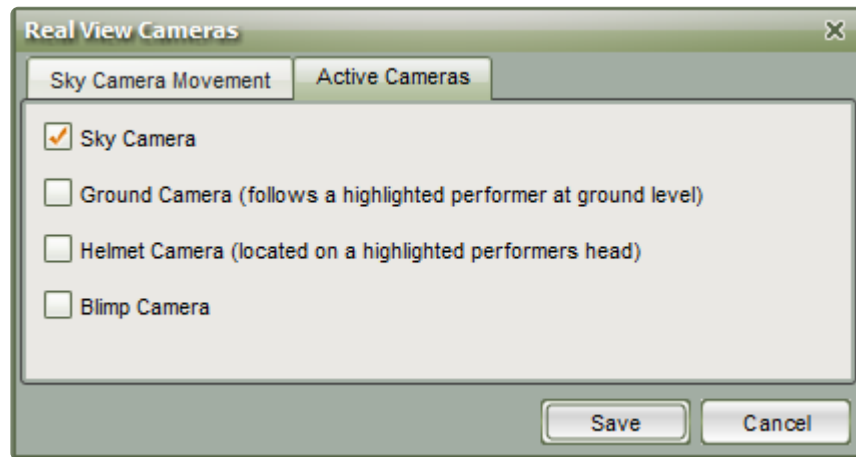 Real View Cameras
Sky Camera Movement
Active Cameras
Sky Camera
Ground Camera (follows a highlighted performer at ground level)
Helmet Camera (located on a highlighted performers head)
Blimp Camera
Save
Cancel